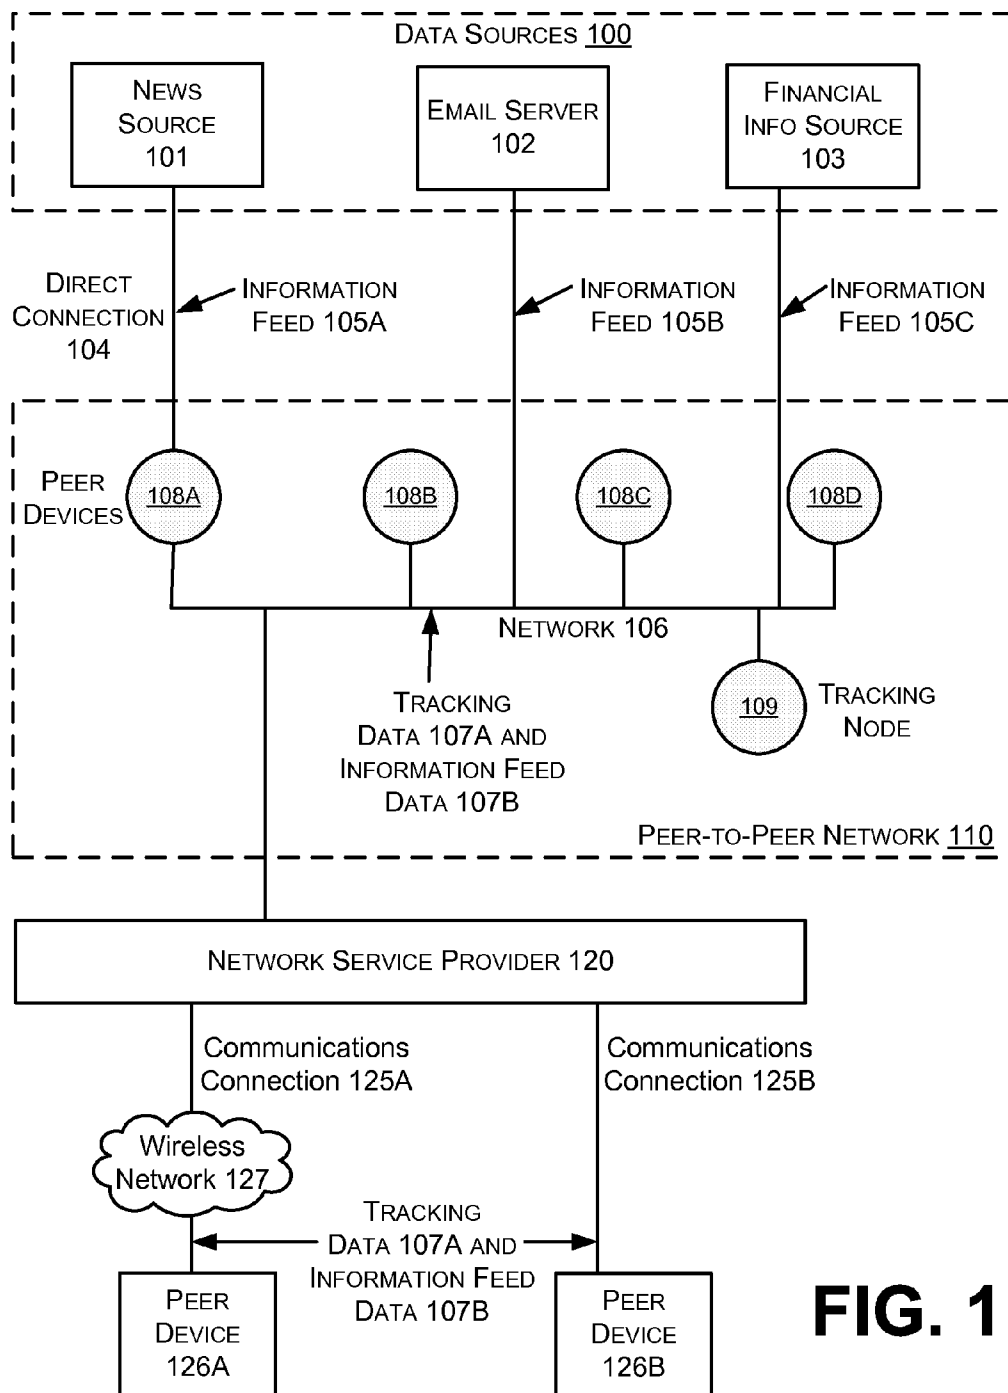 DATA SOURCES 100
NEWS
SOURCE
101
EMAIL SERVER
102
FINANCIAL
INFO SOURCE
103
DIRECT
CONNECTION
104
INFORMATION
FEED 105A
INFORMATION
FEED 105B
INFORMATION
FEED 105C
PEER
DEVICES
108A
108B
108C
108D
NETWORK 106
TRACKING
DATA 107A AND
INFORMATION FEED
DATA 107B
109
TRACKING
NODE
PEER-TO-PEER NETWORK 110
NETWORK SERVICE PROVIDER 120
Communications
Connection 125A
Communications
Connection 125B
Wireless
Network 127
TRACKING
DATA 107A AND
INFORMATION FEED
DATA 107B
PEER
DEVICE
126A
PEER
DEVICE
126B
FIG. 1